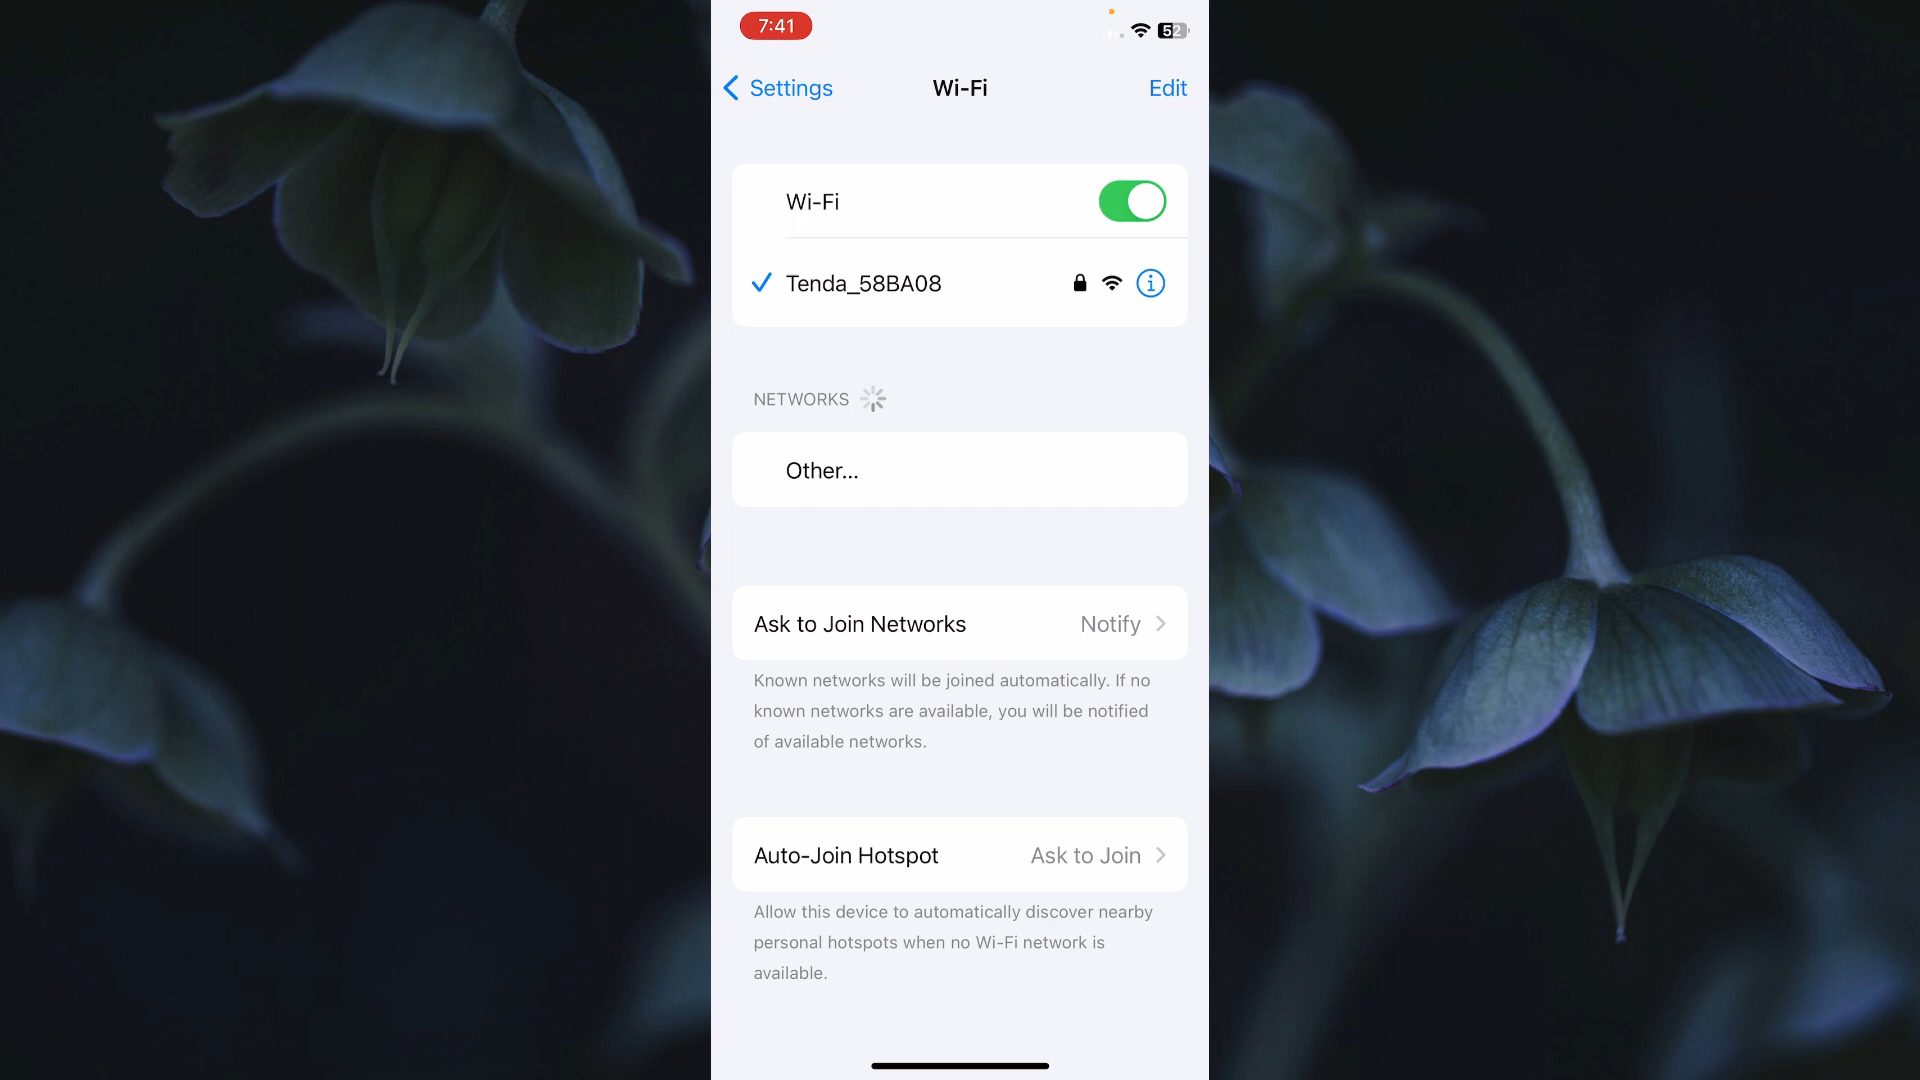 7:41
52
Settings
Wi-Fi
Edit
Wi-Fi
Tenda_58BA08
NETWORKS
Other...
Ask to Join Networks
Notify
Known networks will be joined automatically. If no
known networks are available, you will be notified
of available networks.
Auto-Join Hotspot
Ask to Join
Allow this device to automatically discover nearby
personal hotspots when no Wi-Fi network is
available.